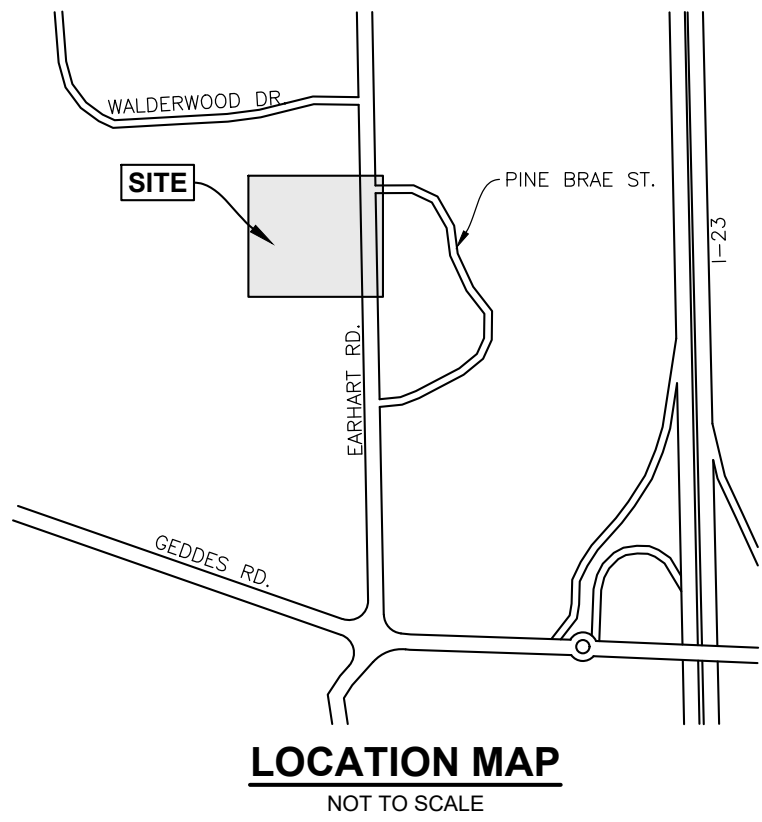 WALDERWOOD DR
SITE
PINE BRAE ST.
I-23
EARHART RD.
GEDDES RD.
LOCATION MAP
NOT TO SCALE